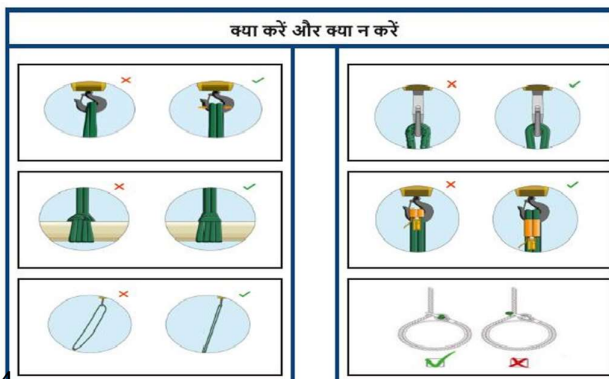 क्या करें और क्या न करें